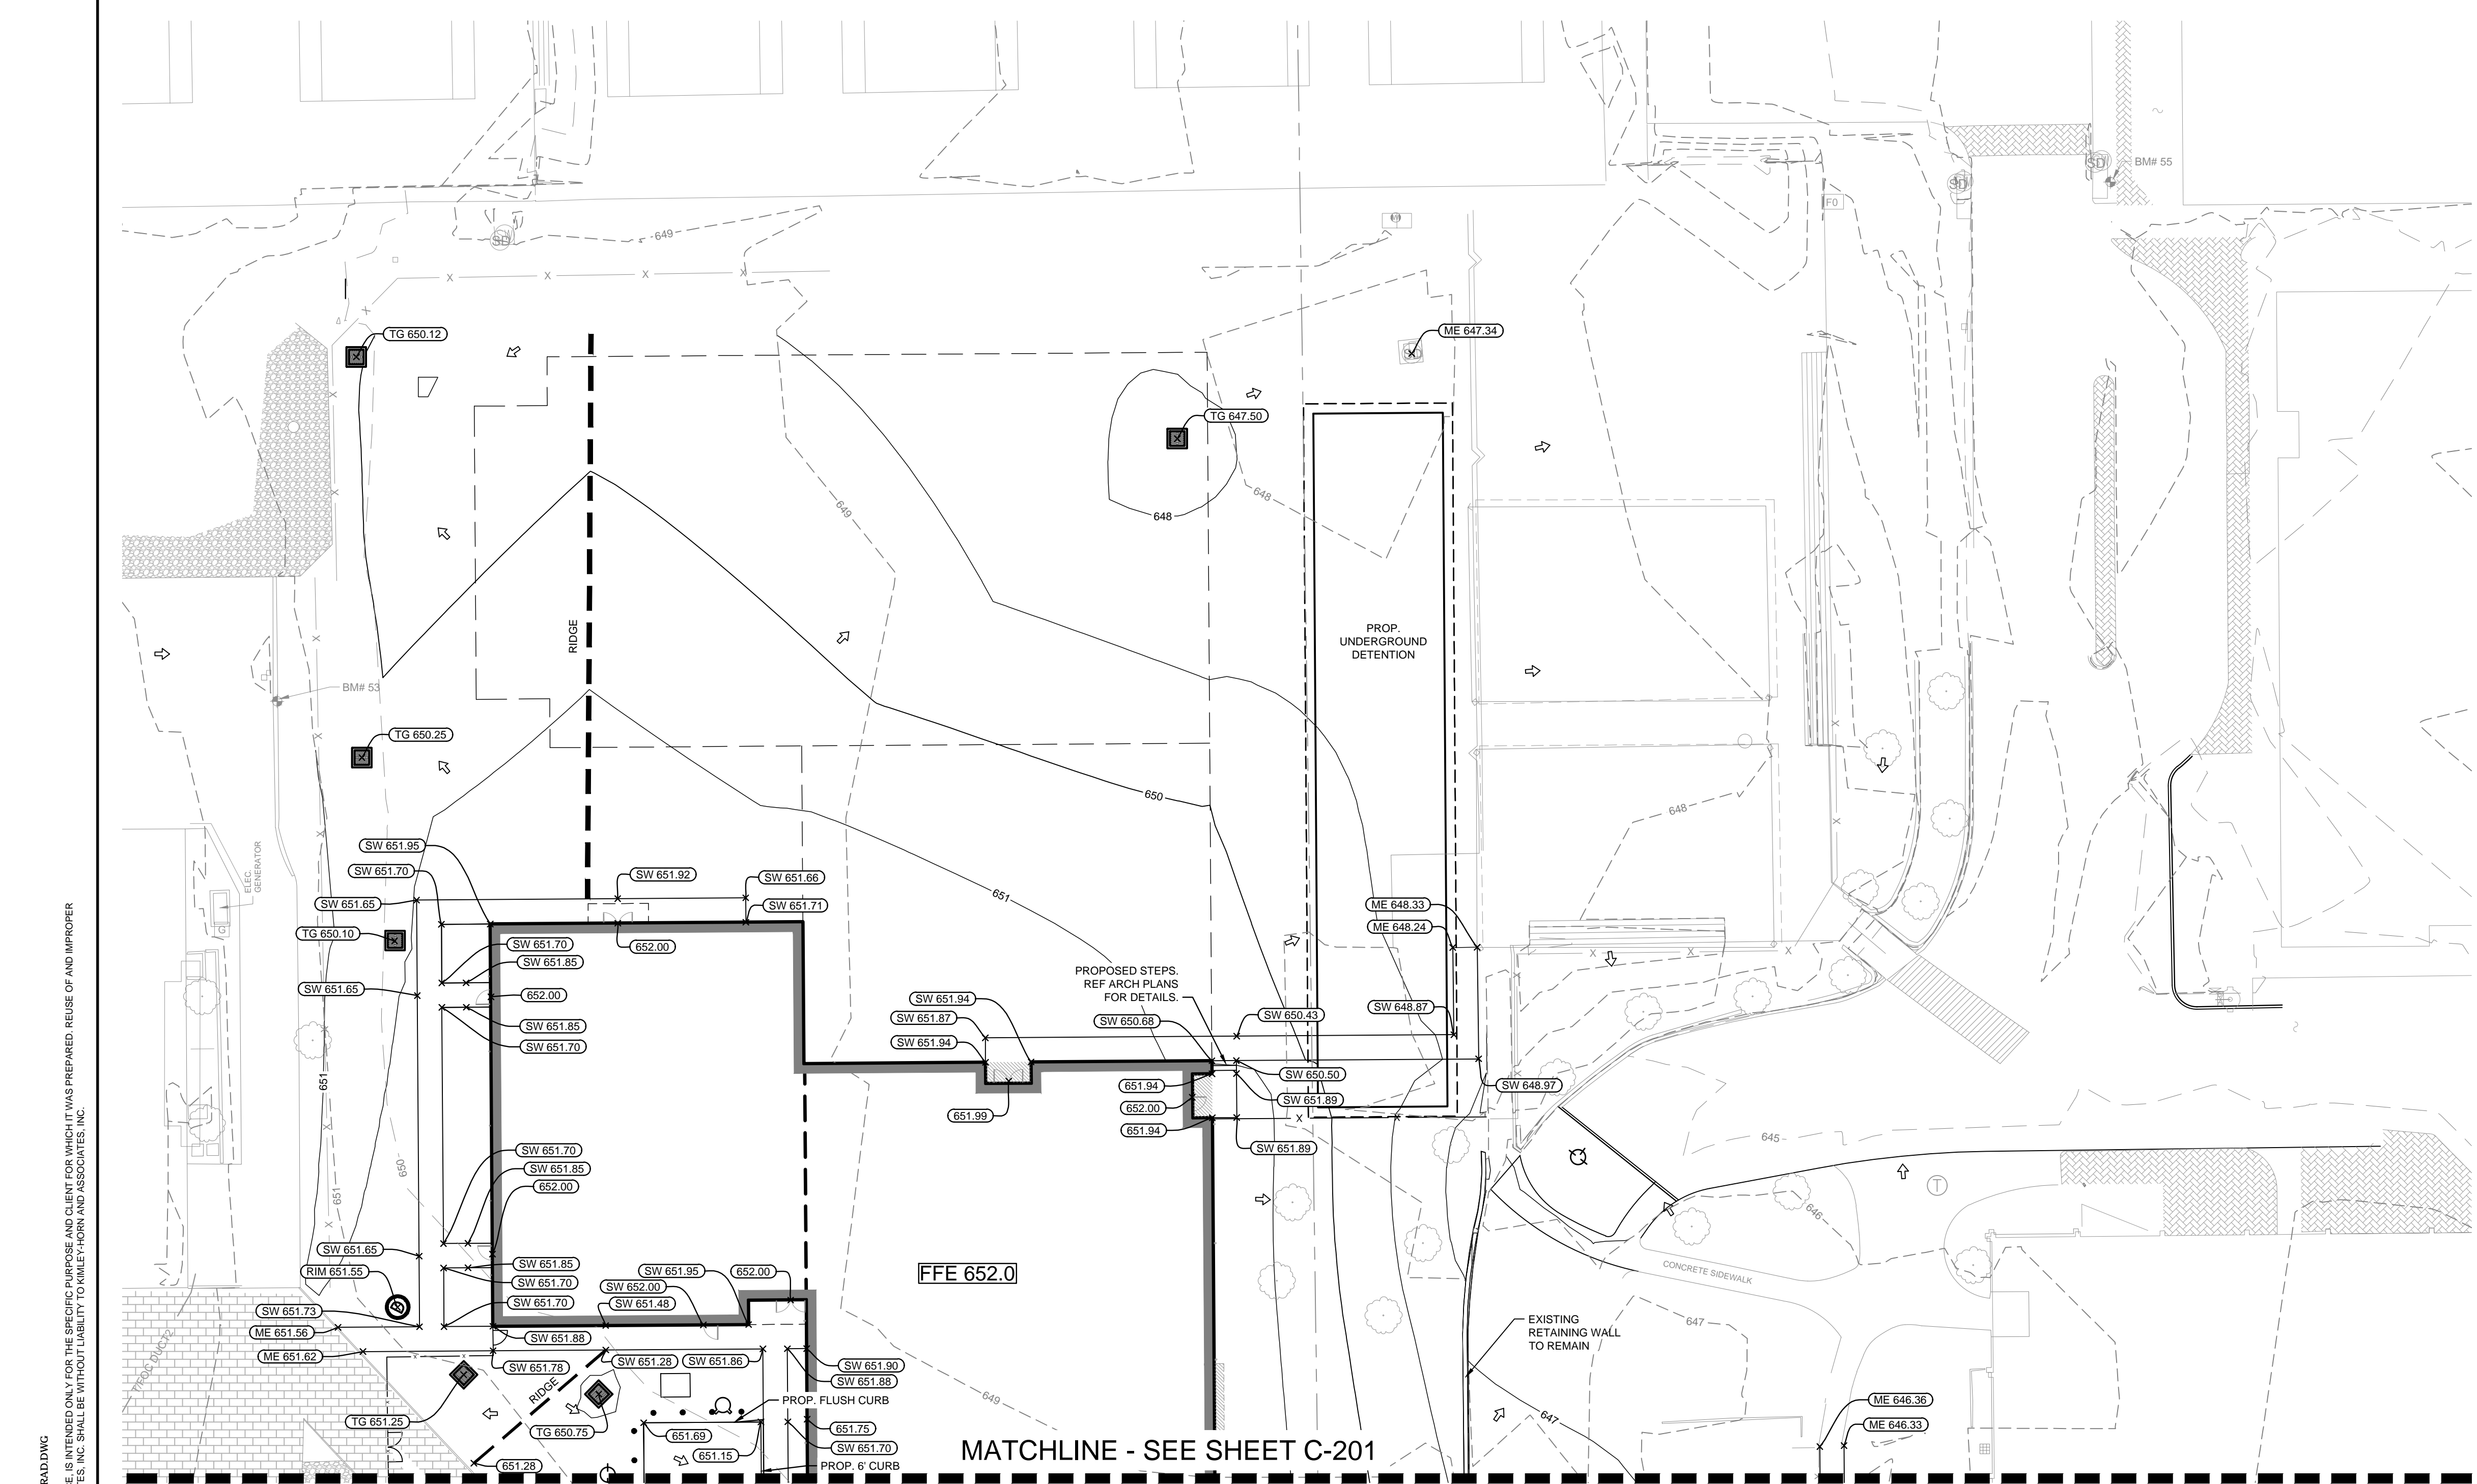 BM# 55
SD
SD
F0
649
SD
X
X
X
X
TG 650.12
ME 647.34
SD
TG 647.50
648
648
649
RIDGE
PROP.
UNDERGROUND
DETENTION
BM# 53
TG 650.25
650
648
ELEC.
GENERATOR
SW 651.95
SW 651.70
SW 651.92
SW 651.66
SW 651.65
SW 651.71
651
ME 648.33
TG 650.10
652.00
ME 648.24
SW 651.70
SW 651.85
PROPOSED STEPS.
REF ARCH PLANS
FOR DETAILS.
SW 651.65
652.00
SW 651.94
SW 651.87
SW 650.68
SW 650.43
SW 648.87
SW 651.85
SW 651.94
SW 651.70
651
651.94
SW 650.50
SW 648.97
652.00
SW 651.89
651.99
651.94
X
SW 651.89
645
650
651
SW 651.70
SW 651.85
652.00
T
646
SW 651.65
RIM 651.55
SW 651.85
SW 651.95
652.00
FFE 652.0
CONCRETE SIDEWALK
SW 651.70
SW 652.00
SW 651.73
SW 651.70
SW 651.48
ME 651.56
SW 651.88
EXISTING
RETAINING WALL
TO REMAIN
647
ME 651.62
SW 651.78
SW 651.28
SW 651.86
SW 651.90
SW 651.88
RIDGE
PROP. FLUSH CURB
649
ME 646.36
TG 651.25
TG 650.75
651.69
651.75
647
ME 646.33
651.15
SW 651.70
651.28
PROP. 6' CURB
MATCHLINE - SEE SHEET C-201
RAD.DWG
E, IS INTENDED ONLY FOR THE SPECIFIC PURPOSE AND CLIENT FOR WHICH IT WAS PREPARED. REUSE OF AND IMPROPER
TES, INC. SHALL BE WITHOUT LIABILITY TO KIMLEY-HORN AND ASSOCIATES, INC.